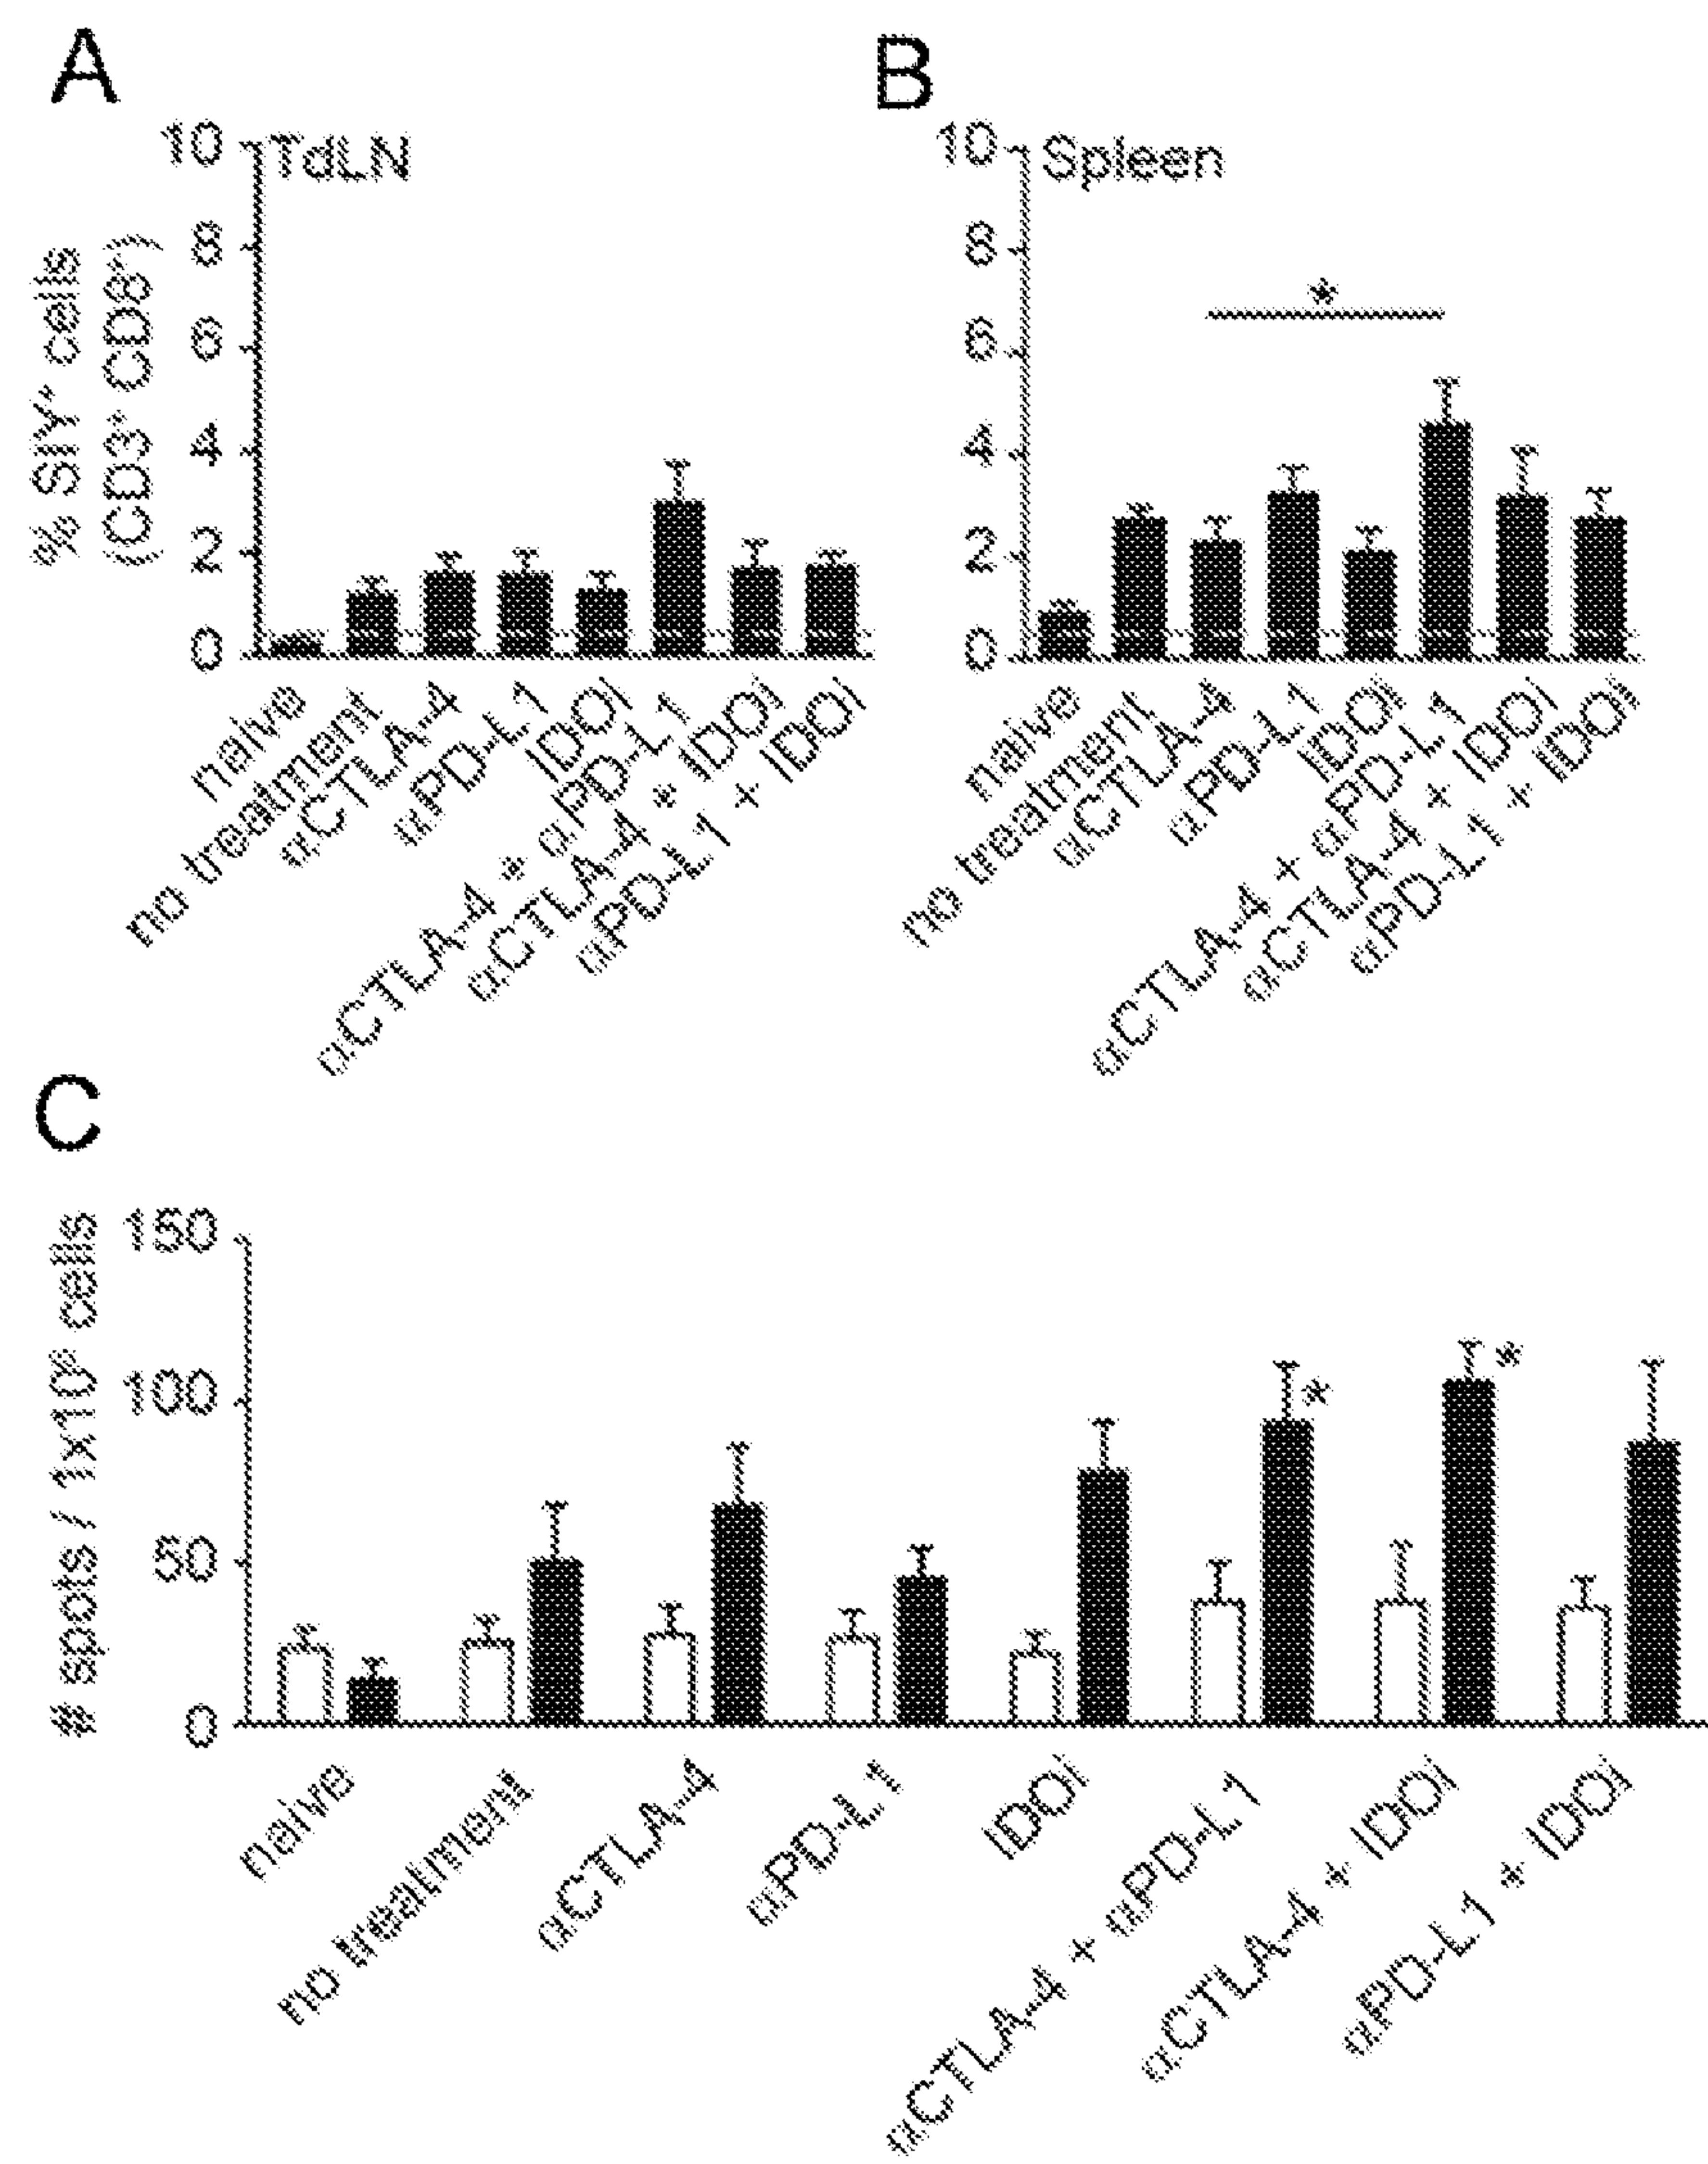 A
TdLN
% SIY⁺ cells
(CD3⁺ CD8⁺)
10
8
6
4
2
0
naive
no treatment
αCTLA-4
αPD-L1
IDOi
αCTLA-4 + αPD-L1
αCTLA-4 + IDOi
αPD-L1 + IDOi
B
Spleen
10
8
6
4
2
0
*
naive
no treatment
αCTLA-4
αPD-L1
IDOi
αCTLA-4 + αPD-L1
αCTLA-4 + IDOi
αPD-L1 + IDOi
C
# spots / 1x10⁶ cells
150
100
50
0
*
*
naive
no treatment
αCTLA-4
αPD-L1
IDOi
αCTLA-4 + αPD-L1
αCTLA-4 + IDOi
αPD-L1 + IDOi